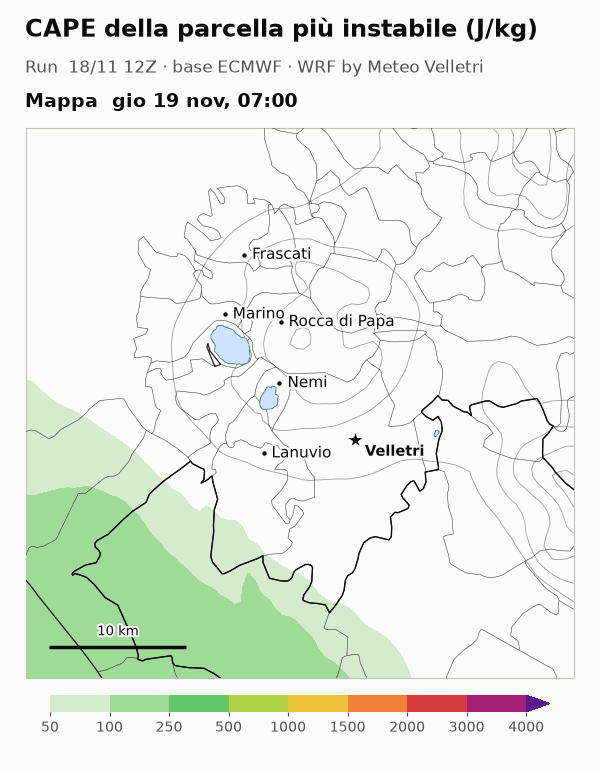 CAPE della parcella più instabile (J/kg)
Run  18/11 12Z · base ECMWF · WRF by Meteo Velletri
Mappa  gio 19 nov, 07:00
Frascati
Marino
Rocca di Papa
Nemi
Velletri
Lanuvio
10 km
50 100 250 500 1000 1500 2000 3000 4000